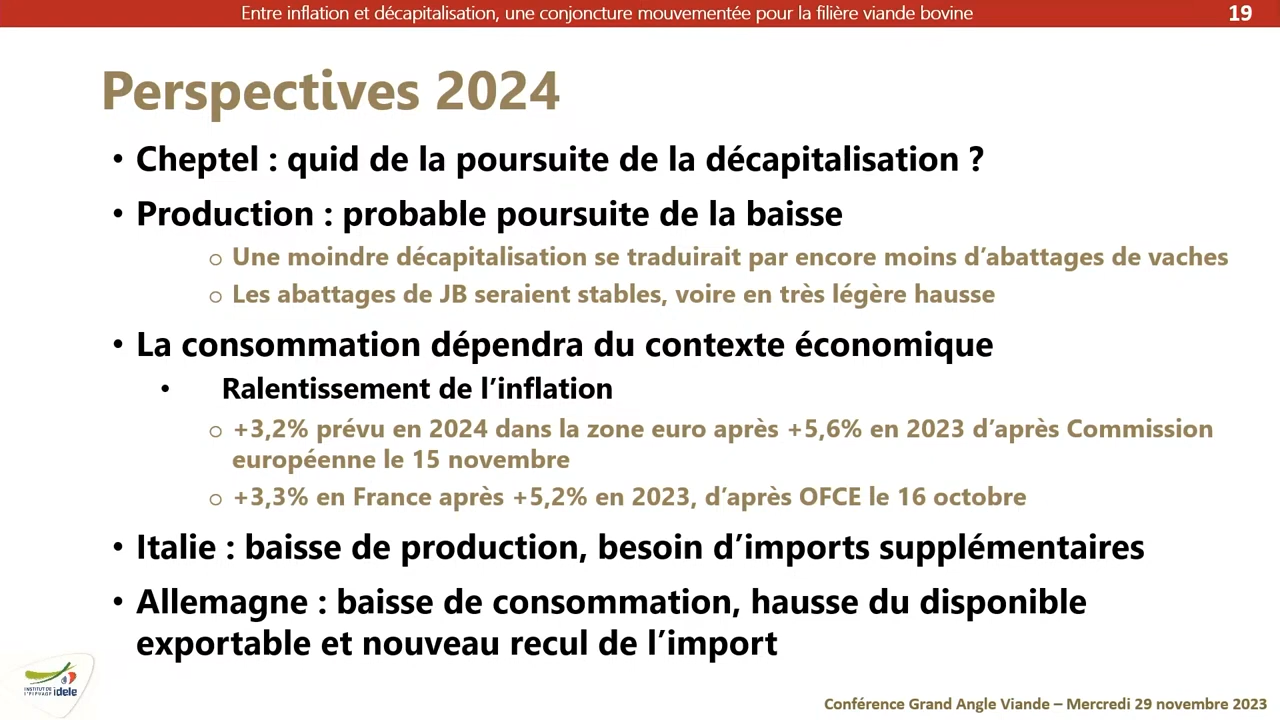 Entre inflation et décapitalisation, une conjoncture mouvementée pour la filière viande bovine
19
Perspectives 2024
• Cheptel : quid de la poursuite de la décapitalisation ?
• Production : probable poursuite de la baisse
o Une moindre décapitalisation se traduirait par encore moins d’abattages de vaches
o Les abattages de JB seraient stables, voire en très légère hausse
• La consommation dépendra du contexte économique
• Ralentissement de l’inflation
o +3,2% prévu en 2024 dans la zone euro après +5,6% en 2023 d’après Commission
européenne le 15 novembre
o +3,3% en France après +5,2% en 2023, d’après OFCE le 16 octobre
• Italie : baisse de production, besoin d’imports supplémentaires
• Allemagne : baisse de consommation, hausse du disponible
exportable et nouveau recul de l’import
INSTITUT DE
L'ELEVAGE idele
Conférence Grand Angle Viande – Mercredi 29 novembre 2023